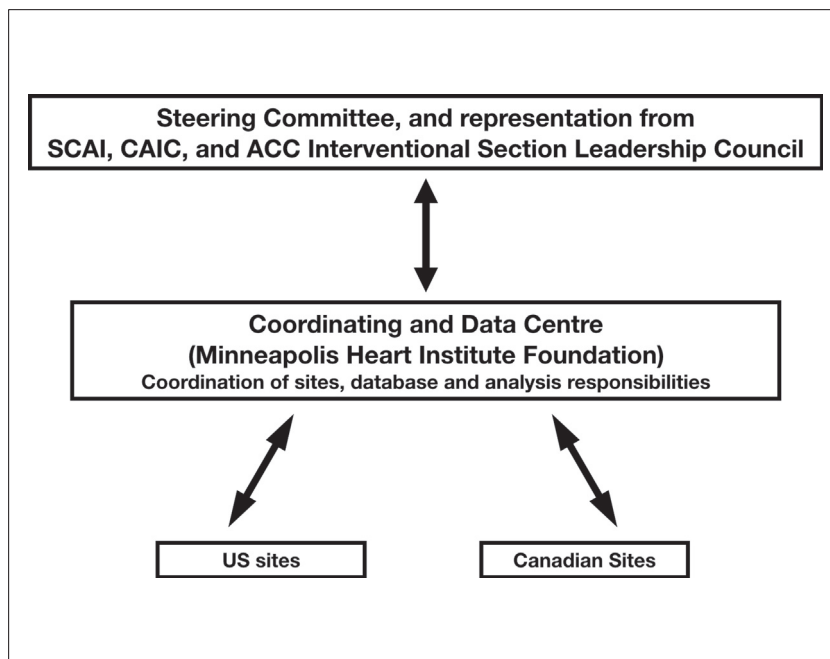 Steering Committee, and representation from
SCAI, CAIC, and ACC Interventional Section Leadership Council
Coordinating and Data Centre
(Minneapolis Heart Institute Foundation)
Coordination of sites, database and analysis responsibilities
US sites
Canadian Sites